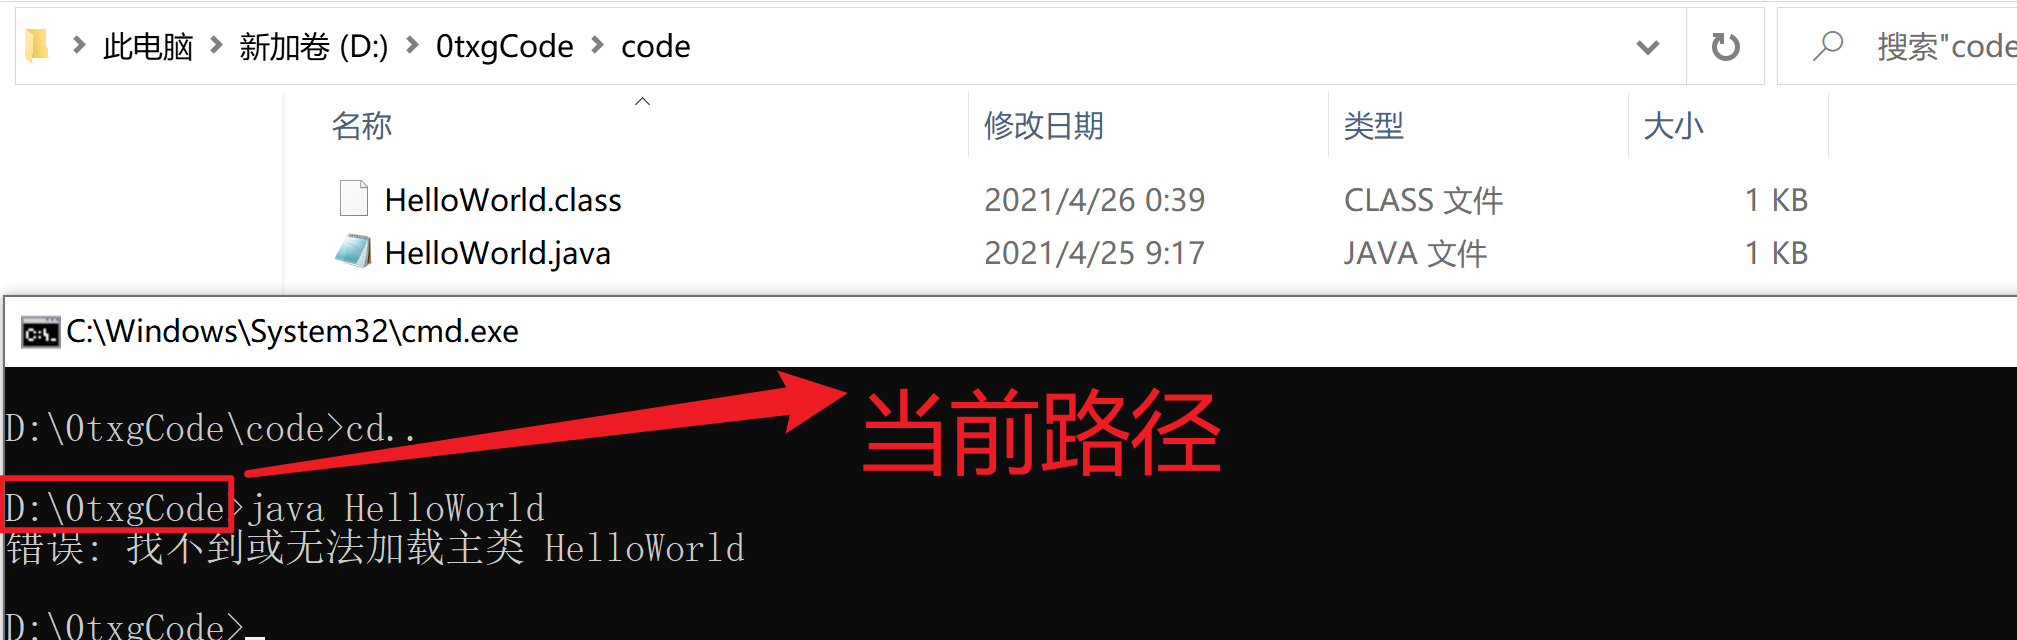 此电脑 > 新加卷 (D:) > 0txgCode > code
搜索"code
名称 修改日期 类型 大小
HelloWorld.class 2021/4/26 0:39 CLASS 文件 1 KB
HelloWorld.java 2021/4/25 9:17 JAVA 文件 1 KB
C:\Windows\System32\cmd.exe
D:\0txgCode\code>cd..
当前路径
D:\0txgCode>java HelloWorld
错误: 找不到或无法加载主类 HelloWorld
D:\0txgCode>